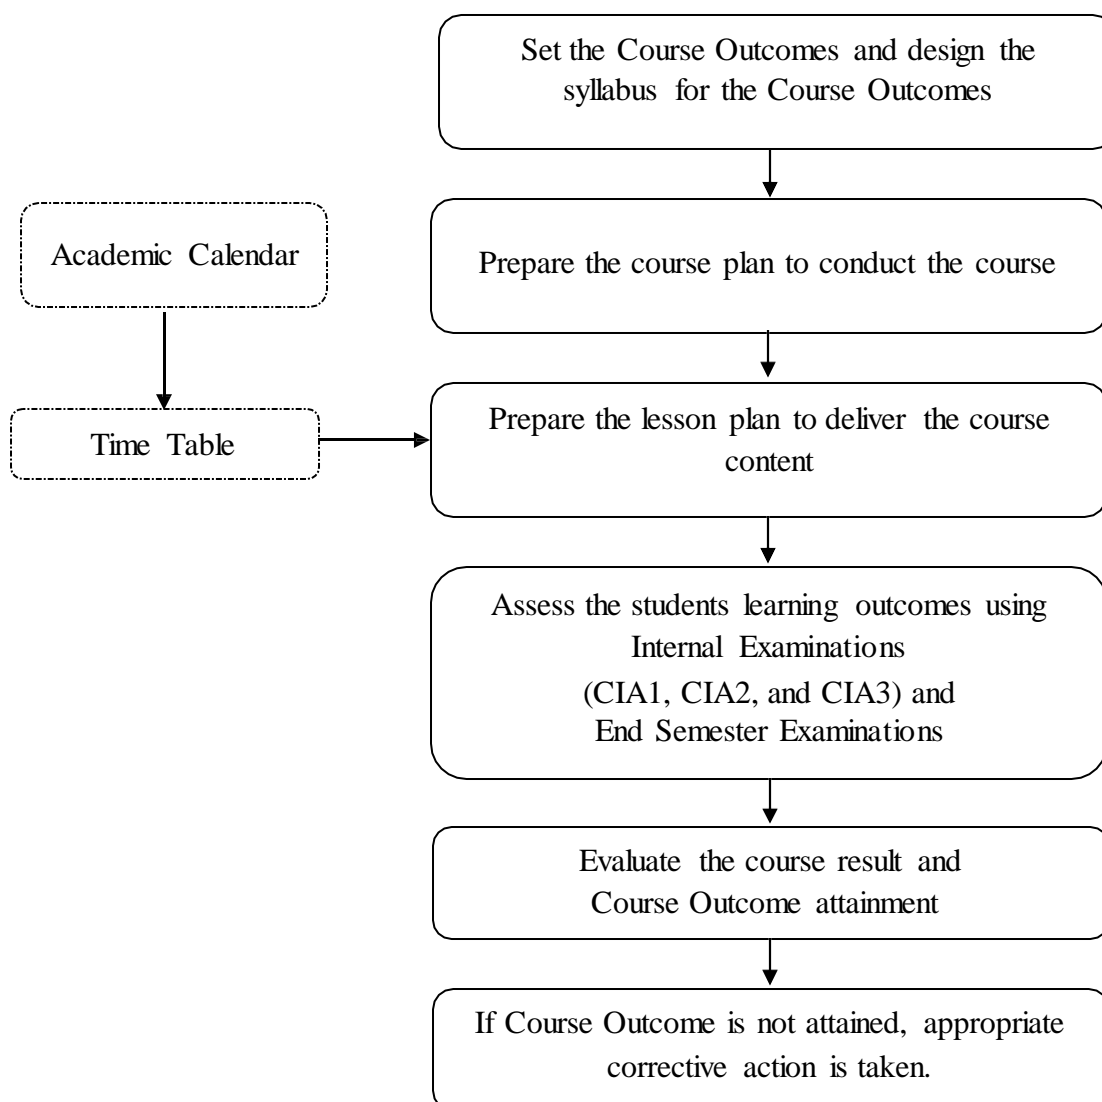 Set the Course Outcomes and design the
syllabus for the Course Outcomes
Academic Calendar
Prepare the course plan to conduct the course
Time Table
Prepare the lesson plan to deliver the course
content
Assess the students learning outcomes using
Internal Examinations
(CIA1, CIA2, and CIA3) and
End Semester Examinations
Evaluate the course result and
Course Outcome attainment
If Course Outcome is not attained, appropriate
corrective action is taken.